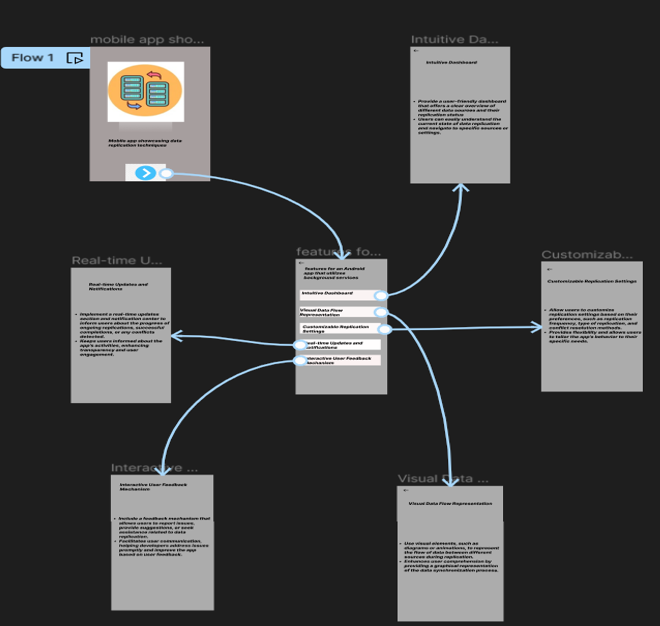 mobile app sho...
Flow 1
Mobile app showcasing data
replication techniques
Intuitive Da...
Intuitive Dashboard
• Provide a user-friendly dashboard
that offers a clear overview of
different data sources and their
replication status
• Users can easily understand the
current state of data replication
and navigate to specific sources or
settings.
Real-time U...
Real-time Updates and
Notifications
• Implement a real-time updates
section and notification center to
inform users about the progress of
ongoing replications, successful
completions, or any conflicts
detected.
• Keeps users informed about the
app's activities, enhancing
transparency and user
engagement.
features fo...
features for an Android
app that utilises
background services
Intuitive Dashboard
Visual Data Flow
Representation
Customizable Replication
Settings
Real-time Updates and
Notifications
Interactive User Feedback
Mechanism
Customizab...
Customizable Replication Settings
• Allow users to customize
replication settings based on their
preferences, such as replication
frequency, type of replication, and
conflict resolution methods.
• Provides flexibility and allows users
to tailor the app's behavior to their
specific needs.
Interactive ...
Interactive User Feedback
Mechanism
• Include a feedback mechanism that
allows users to report issues,
provide suggestions, or seek
assistance related to data
replication.
• Facilitates user communication,
helping developers address issues
promptly and improve the app
based on user feedback.
Visual Data ...
Visual Data Flow Representation
• Use visual elements, such as
diagrams or animations, to represent
the flow of data between different
sources during replication.
• Enhances user comprehension by
providing a graphical representation
of the data synchronization process.